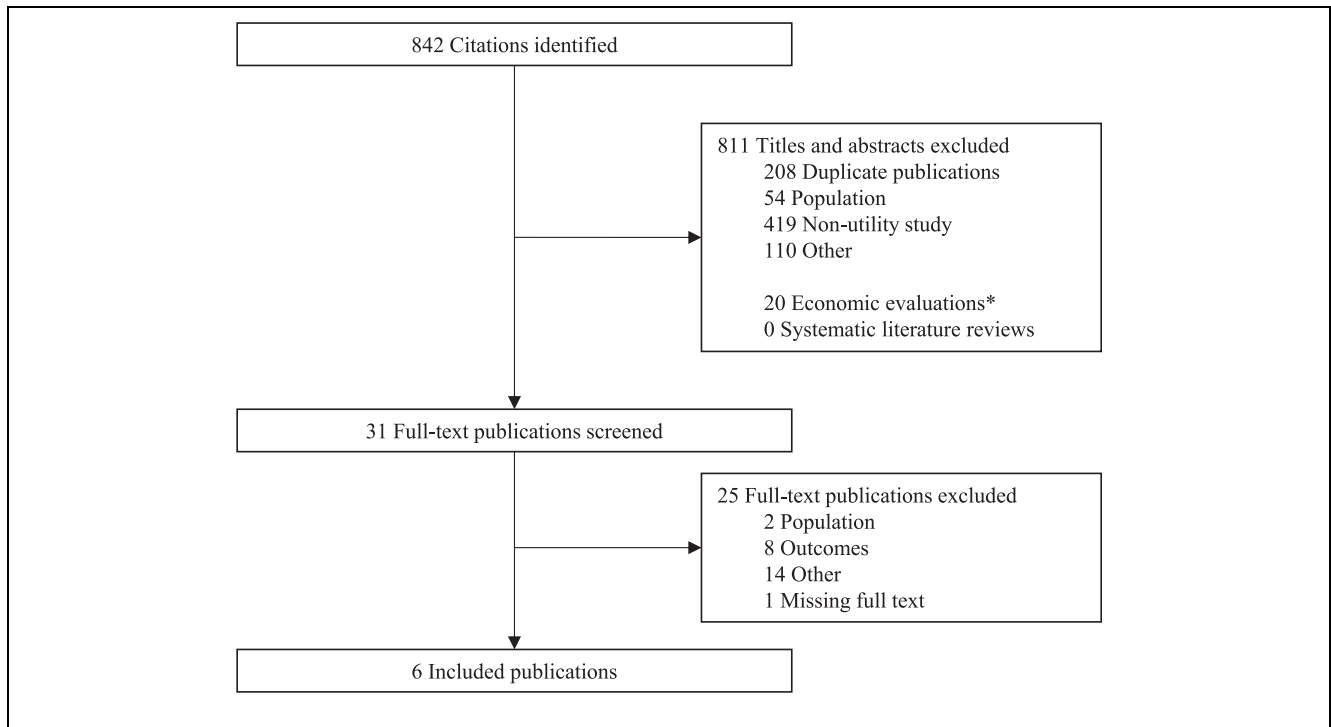 842 Citations identified
811 Titles and abstracts excluded
208 Duplicate publications
54 Population
419 Non-utility study
110 Other
20 Economic evaluations*
0 Systematic literature reviews
31 Full-text publications screened
25 Full-text publications excluded
2 Population
8 Outcomes
14 Other
1 Missing full text
6 Included publications